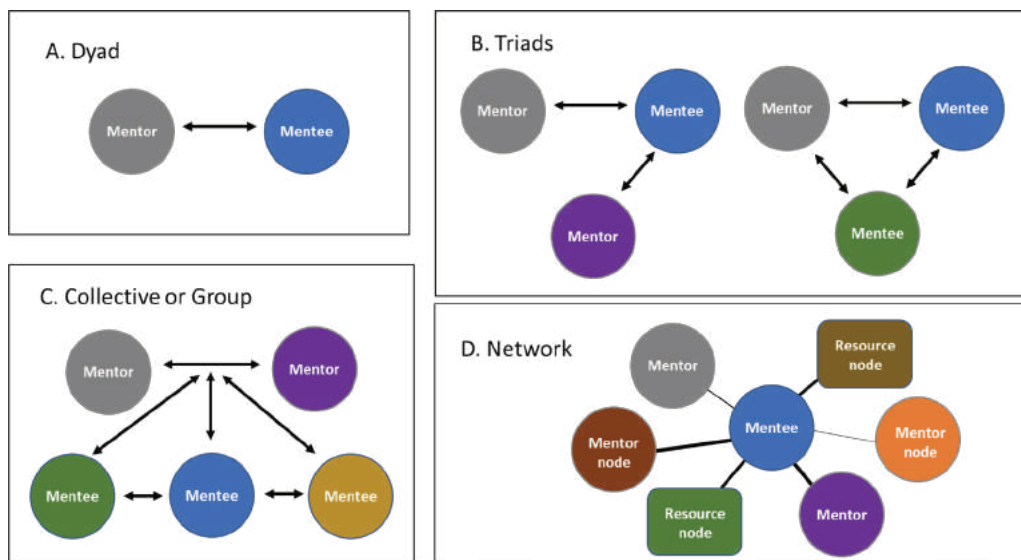 A. Dyad
Mentor
Mentee
B. Triads
Mentor
Mentee
Mentor
Mentor
Mentee
Mentee
C. Collective or Group
Mentor
Mentor
Mentee
Mentee
Mentee
D. Network
Mentor
Resource
node
Mentee
Mentor
node
Mentor
node
Resource
node
Mentor